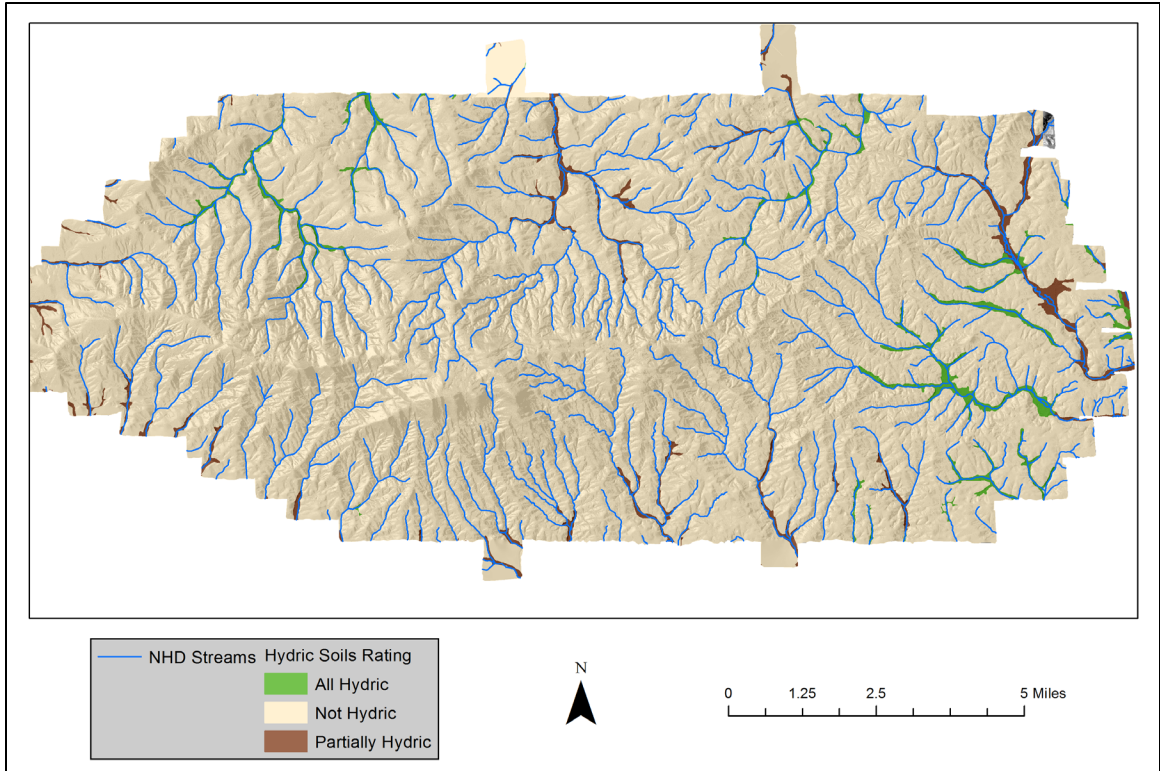 NHD Streams
Hydric Soils Rating
All Hydric
Not Hydric
Partially Hydric
N
0 1.25 2.5 5 Miles